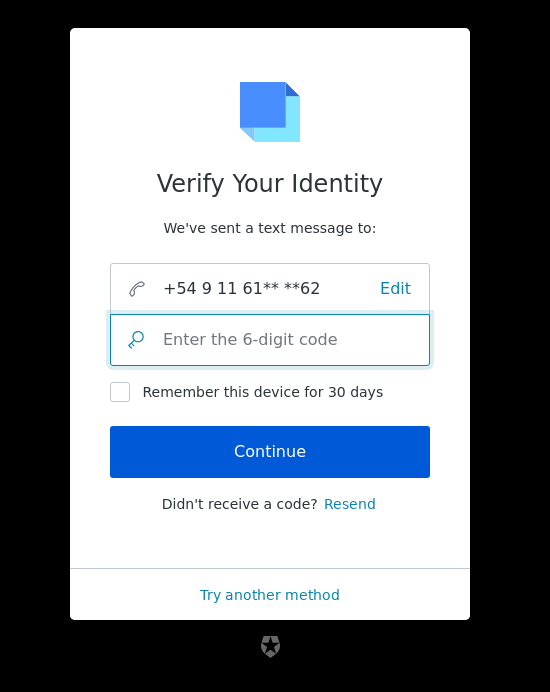 Verify Your Identity
We've sent a text message to:
+54 9 11 61** **62 Edit
Enter the 6-digit code
Remember this device for 30 days
Continue
Didn't receive a code? Resend
Try another method